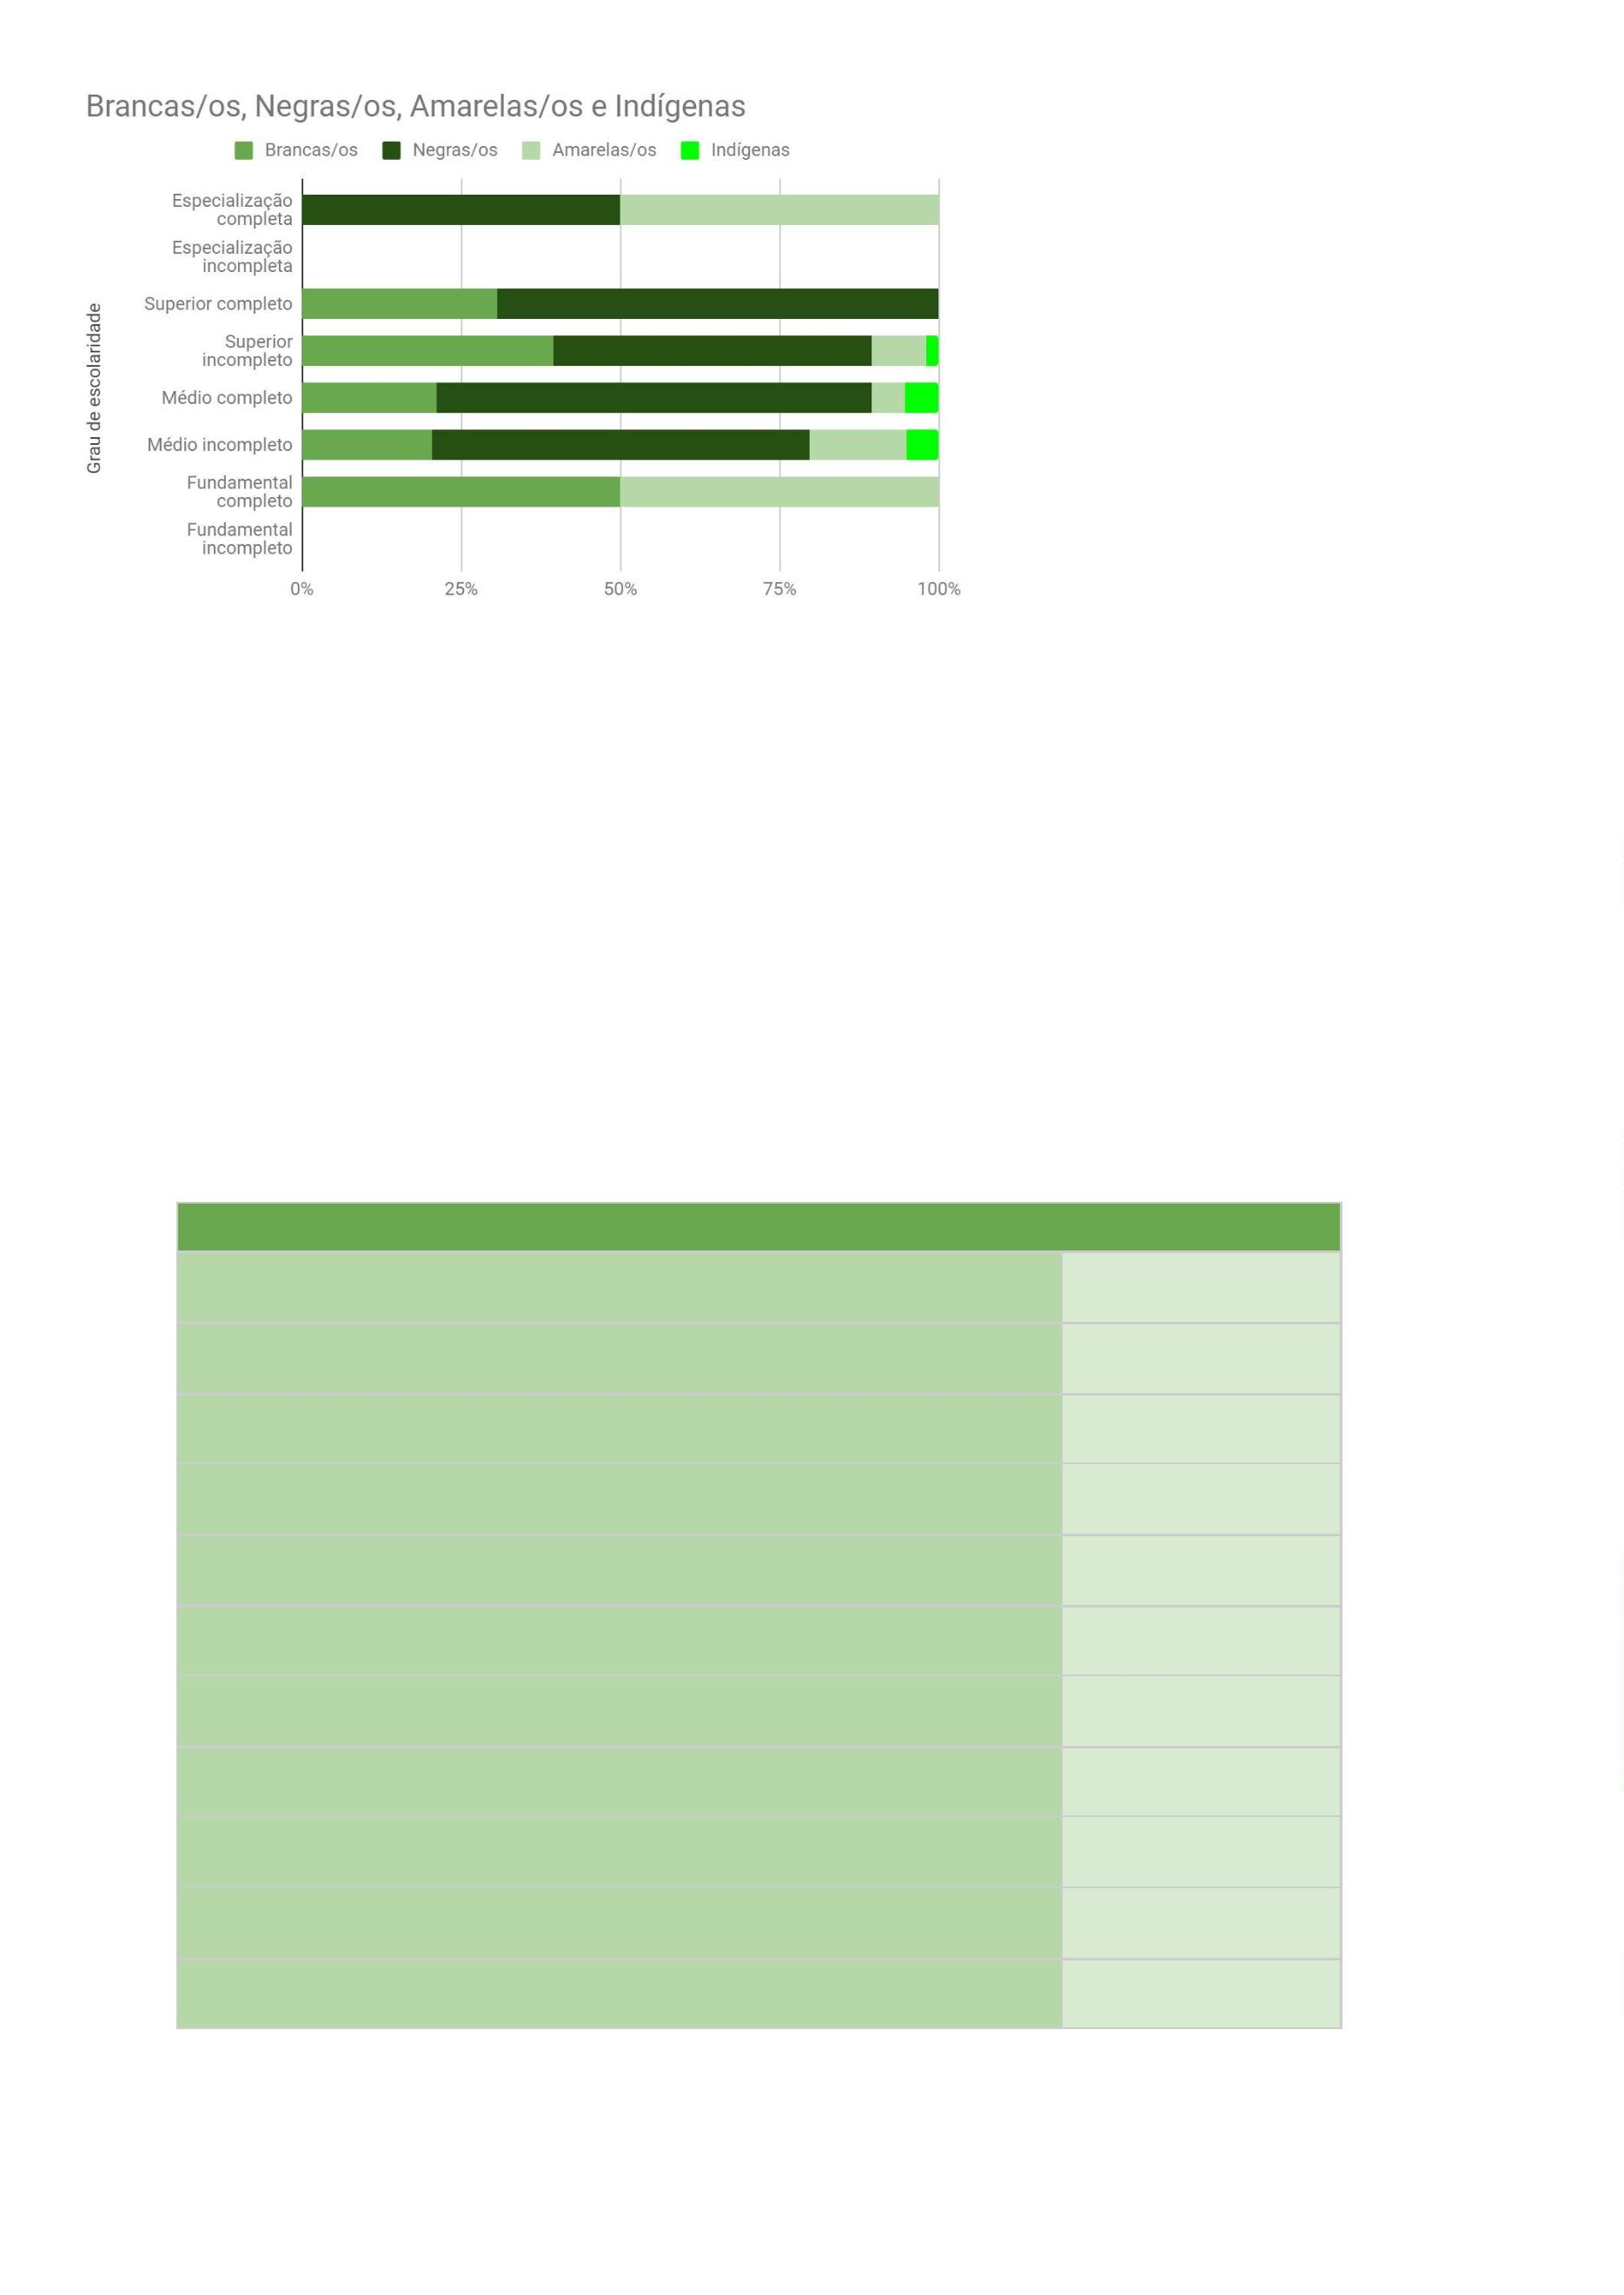 Brancas/os, Negras/os, Amarelas/os e Indígenas
Brancas/os Negras/os Amarelas/os Indígenas
Grau de escolaridade
Especialização
completa
Especialização
incompleta
Superior completo
Superior
incompleto
Médio completo
Médio incompleto
Fundamental
completo
Fundamental
incompleto
0% 25% 50% 75% 100%